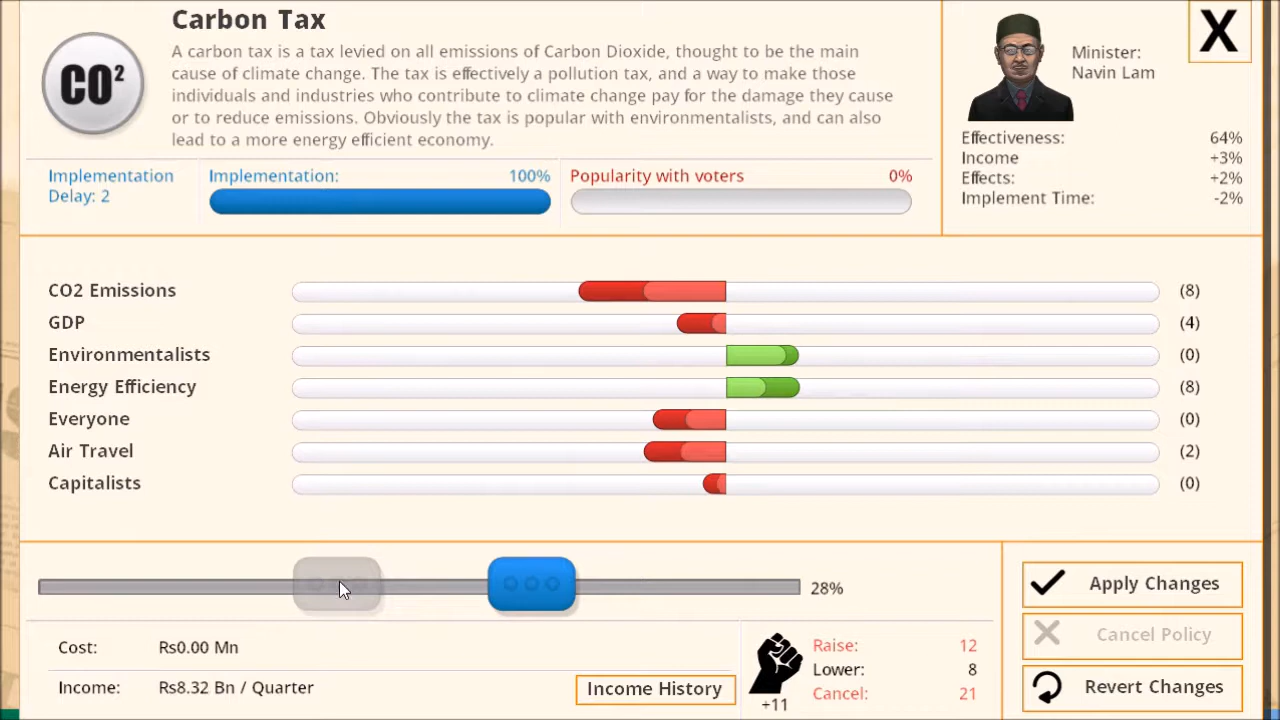 Carbon Tax
CO²
A carbon tax is a tax levied on all emissions of Carbon Dioxide, thought to be the main
cause of climate change. The tax is effectively a pollution tax, and a way to make those
individuals and industries who contribute to climate change pay for the damage they cause
or to reduce emissions. Obviously the tax is popular with environmentalists, and can also
lead to a more energy efficient economy.
X
Minister:
Navin Lam
Effectiveness: 64%
Income +3%
Effects: +2%
Implement Time: -2%
Implementation
Delay: 2
Implementation: 100%
Popularity with voters 0%
CO2 Emissions (8)
GDP (4)
Environmentalists (0)
Energy Efficiency (8)
Everyone (0)
Air Travel (2)
Capitalists (0)
28%
Cost: Rs0.00 Mn
Income: Rs8.32 Bn / Quarter
Income History
+11
Raise: 12
Lower: 8
Cancel: 21
Apply Changes
Cancel Policy
Revert Changes